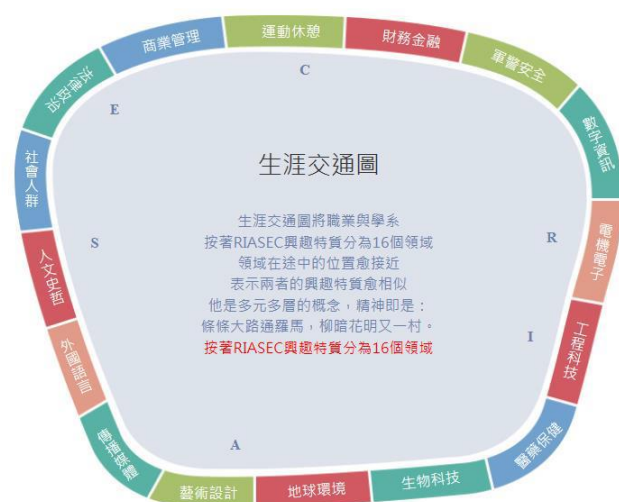 運動休憩
財務金融
軍警安全
數字資訊
電機電子
工程科技
醫藥保健
生物科技
地球環境
藝術設計
傳播媒體
外國語言
人文史哲
社會人群
法律政治
商業管理
C
E
S
R
I
A
生涯交通圖
生涯交通圖將職業與學系
按著RIASEC興趣特質分為16個領域
領域在途中的位置愈接近
表示兩者的興趣特質愈相似
他是多元多層的概念，精神即是：
條條大路通羅馬，柳暗花明又一村。
按著RIASEC興趣特質分為16個領域